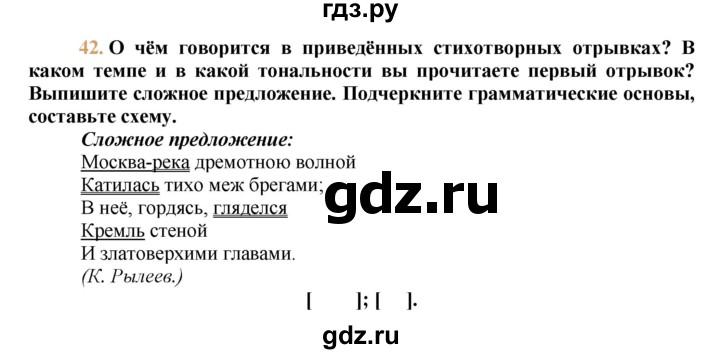 гдз.ру
42. О чём говорится в приведённых стихотворных отрывках? В
каком темпе и в какой тональности вы прочитаете первый отрывок?
Выпишите сложное предложение. Подчеркните грамматические основы,
составьте схему.
Сложное предложение:
Москва-река дремотною волной
Катилась тихо меж брегами;
В неё, гордясь, гляделся
Кремль стеной
И златоверхими главами.
(К. Рылеев.)
gdz.ru
[ ]; [ ].
gdz.ru